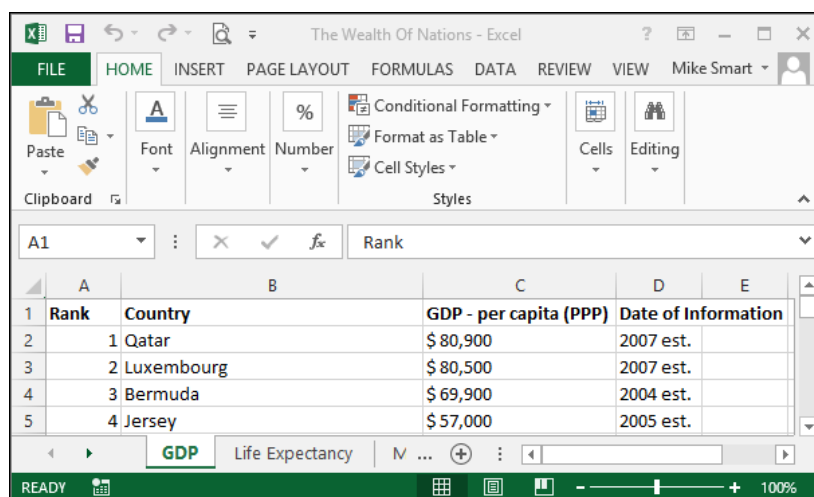 The Wealth Of Nations - Excel ?
FILE HOME INSERT PAGE LAYOUT FORMULAS DATA REVIEW VIEW Mike Smart
Paste
Font
Alignment
%
Number
Conditional Formatting
Format as Table
Cell Styles
Cells
Editing
Clipboard
Styles
A1 fx Rank
A B C D E
1 Rank Country GDP - per capita (PPP) Date of Information
2 1 Qatar $ 80,900 2007 est.
3 2 Luxembourg $ 80,500 2007 est.
4 3 Bermuda $ 69,900 2004 est.
5 4 Jersey $ 57,000 2005 est.
GDP Life Expectancy M ...
READY 100%